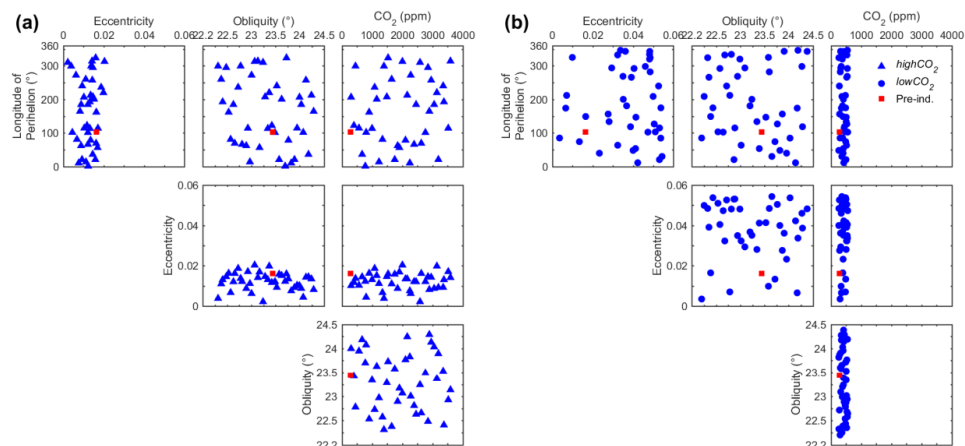 (a)
Eccentricity
Obliquity (°)
CO2 (ppm)
0 0.02 0.04 0.06
22.2 22.5 23 23.5 24 24.5
0 1000 2000 3000 4000
Longitude of
Perihelion (°)
360
300
200
100
0
Eccentricity
0.06
0.04
0.02
0
Obliquity (°)
24.5
24
23.5
23
22.5
22.2
(b)
Eccentricity
Obliquity (°)
CO2 (ppm)
0 0.02 0.04 0.06
22.2 22.5 23 23.5 24 24.5
0 1000 2000 3000 4000
Longitude of
Perihelion (°)
360
300
200
100
0
highCO2
lowCO2
Pre-ind.
Eccentricity
0.06
0.04
0.02
0
Obliquity (°)
24.5
24
23.5
23
22.5
22.2